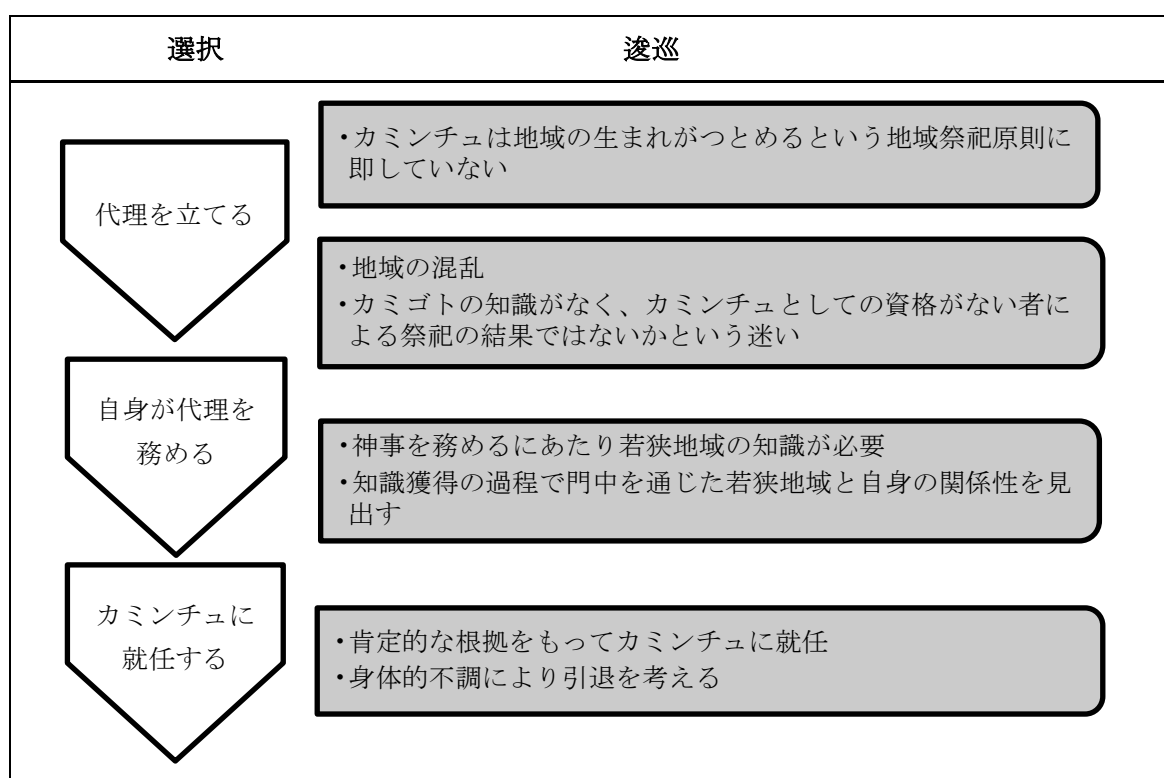 選択
浚巡
代理を立てる
・カミンチュは地域の生まれがつとめるという地域祭祀原則に
即していない
・地域の混乱
・カミゴトの知識がなく、カミンチュとしての資格がない者に
よる祭祀の結果ではないかという迷い
自身が代理を
務める
・神事を務めるにあたり若狭地域の知識が必要
・知識獲得の過程で門中を通じた若狭地域と自身の関係性を見
出す
カミンチュに
就任する
・肯定的な根拠をもってカミンチュに就任
・身体的不調により引退を考える